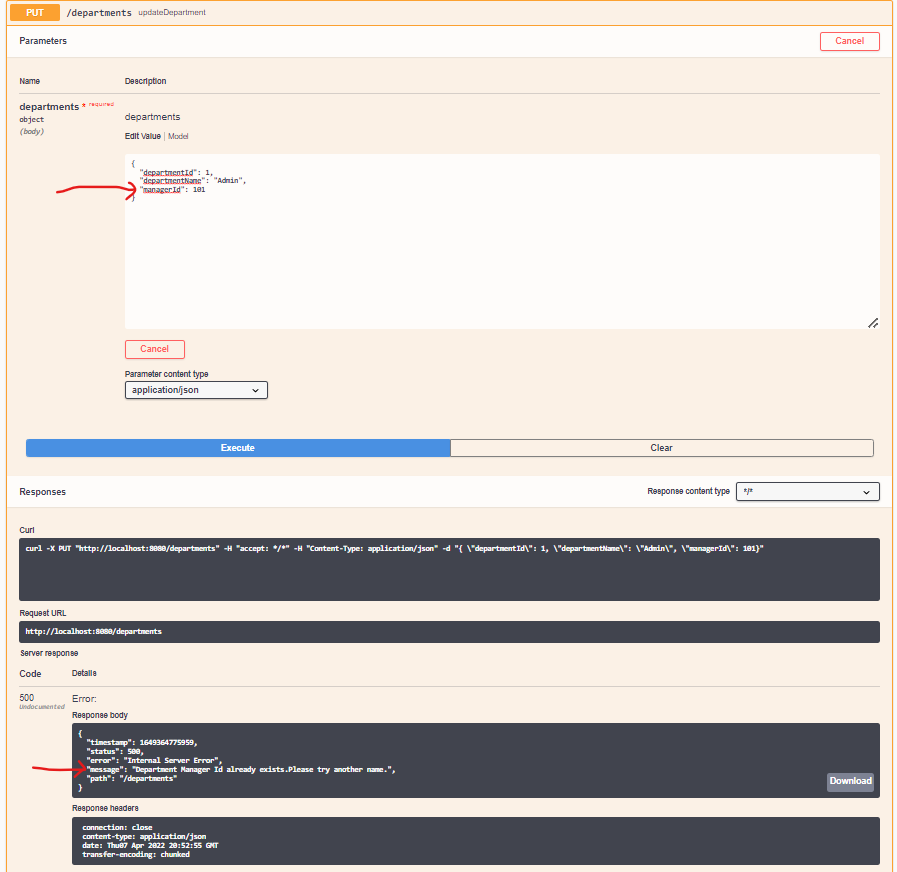 PUT /departments updateDepartment
Parameters
Cancel
Name Description
departments * required
object
(body)
departments
Edit Value | Model
{
"departmentId": 1,
"departmentName": "Admin",
"managerId": 101
}
Cancel
Parameter content type
application/json
Execute Clear
Responses Response content type */*
Curl
curl -X PUT "http://localhost:8080/departments" -H "accept: */*" -H "Content-Type: application/json" -d "{ \"departmentId\": 1, \"departmentName\": \"Admin\", \"managerId\": 101}"
Request URL
http://localhost:8080/departments
Server response
Code Details
500
Undocumented
Error:
Response body
{
"timestamp": 1649364775959,
"status": 500,
"error": "Internal Server Error",
"message": "Department Manager Id already exists.Please try another name.",
"path": "/departments"
}
Download
Response headers
connection: close
content-type: application/json
date: Thu07 Apr 2022 20:52:55 GMT
transfer-encoding: chunked